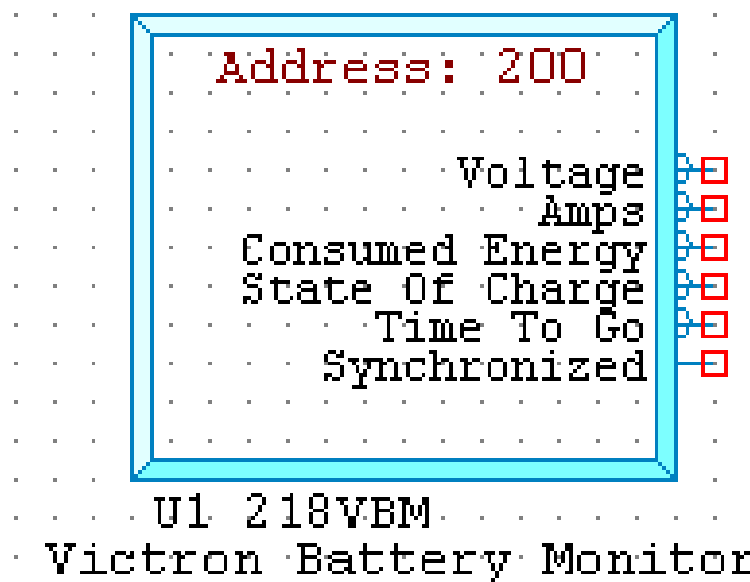 Address: 200
Voltage
Amps
Consumed Energy
State Of Charge
Time To Go
Synchronized
U1 218VBM
Victron Battery Monitor